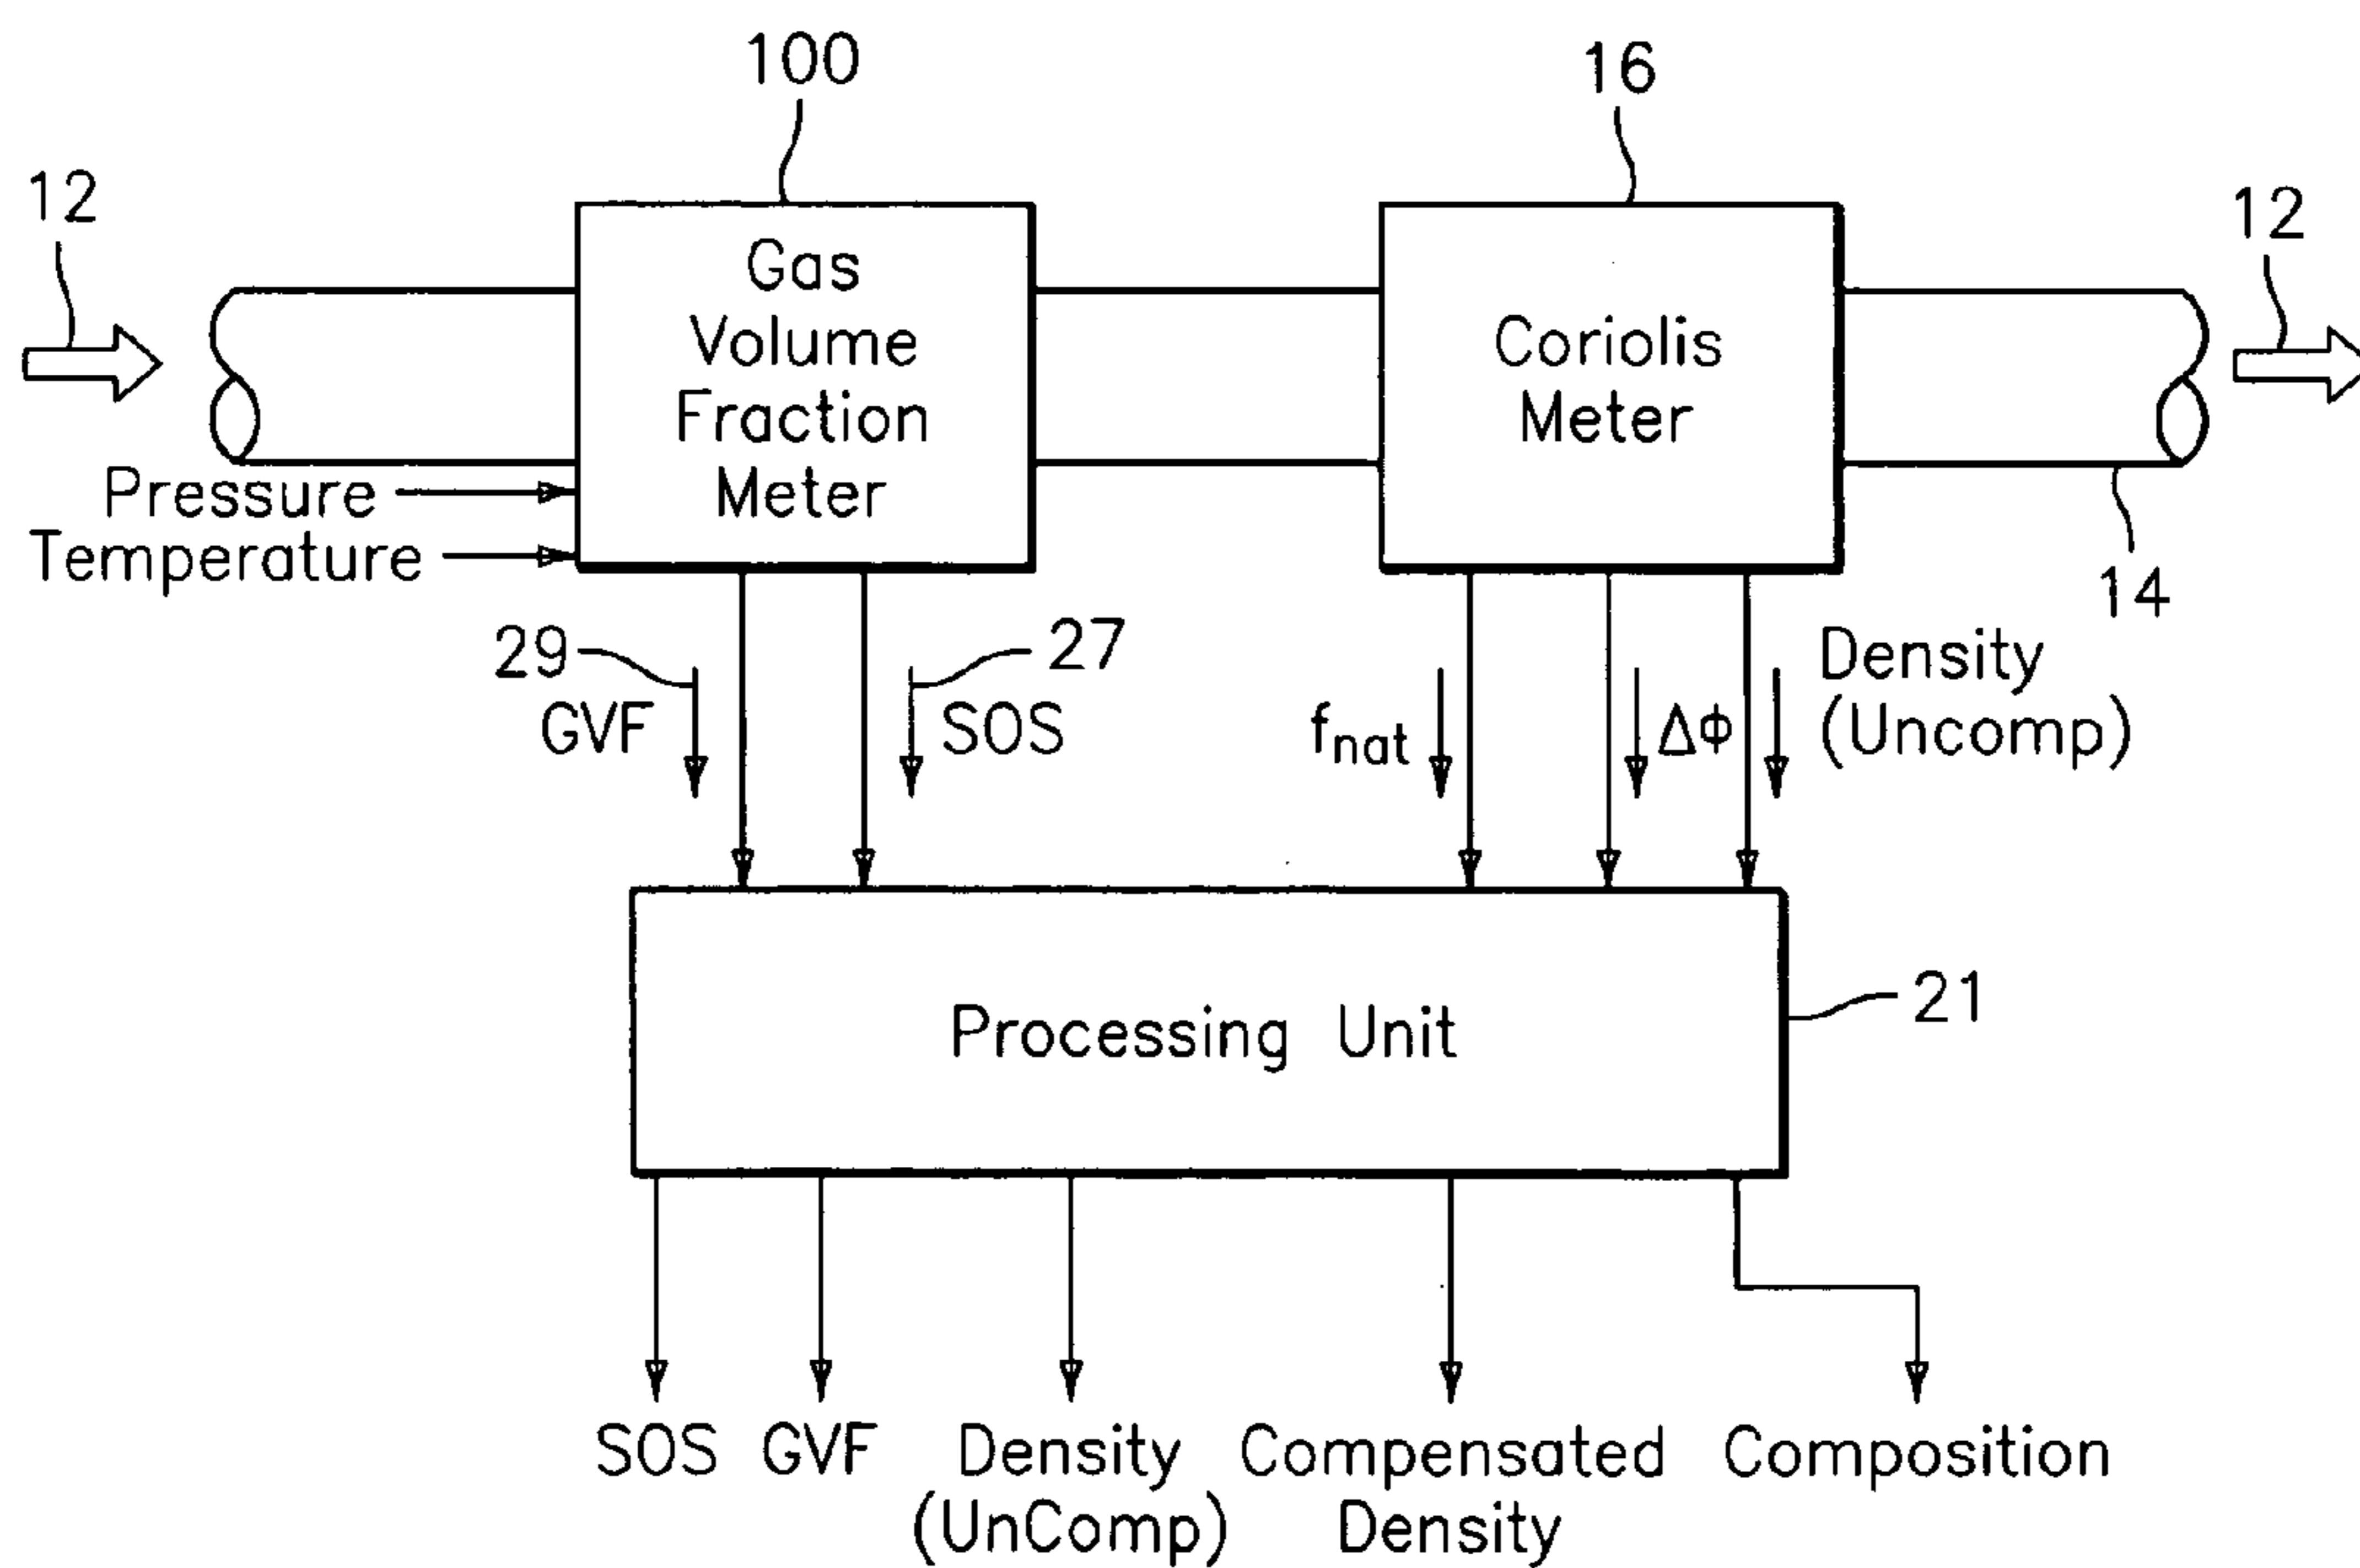 100
16
12
12
Gas
Volume
Fraction
Meter
Coriolis
Meter
Pressure
Temperature
14
29
GVF
27
SOS
fnat
ΔΦ
Density
(Uncomp)
Processing Unit
21
SOS
GVF
Density
(UnComp)
Compensated
Density
Composition